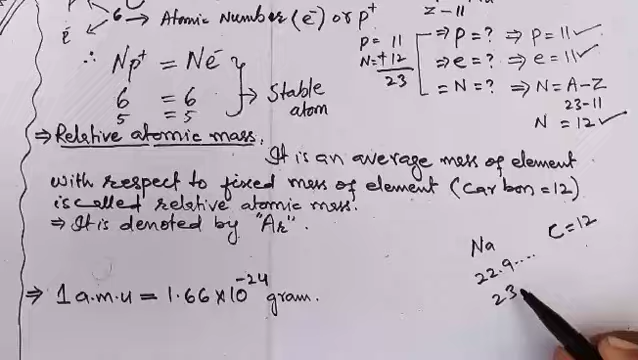 6 → Atomic Number (e⁻) or p⁺
Z-11
ē
∴ Np⁺ = Ne⁻
6 = 6
5 = 5
→ Stable atom
P = 11
N = +12
23
⇒ p = ? ⇒ p = 11 ✓
⇒ e = ? ⇒ e = 11 ✓
= N = ? ⇒ N = A-Z
23-11
N = 12 ✓
⇒ Relative atomic mass.
It is an average mess of element
with respect to fixed mess of element (Carbon = 12)
is called relative atomic mess.
⇒ It is denoted by "Ar".
Na C = 12
22.9....
23
⇒ 1 a.m.u = 1.66 × 10⁻²⁴ gram.